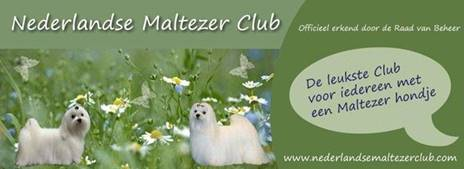 Nederlandse Maltezer Club
Officieel erkend door de Raad van Beheer
De leukste Club
voor iedereen met
een Maltezer hondje
www.nederlandsemaltezerclub.com